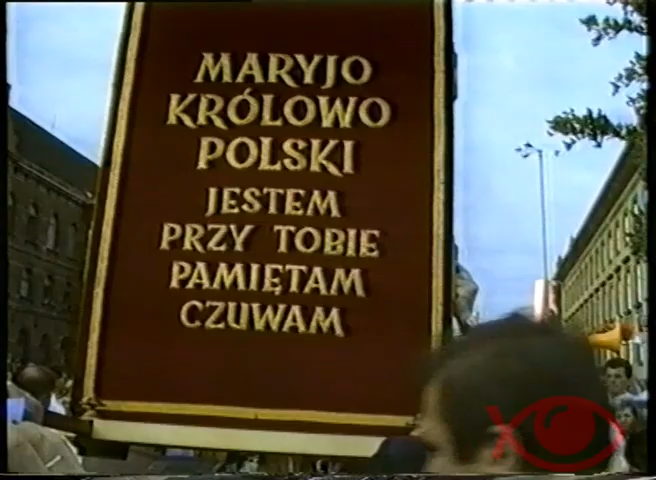 MARYJO
KRÓLOWO
POLSKI
JESTEM
PRZY TOBIE
PAMIĘTAM
CZUWAM